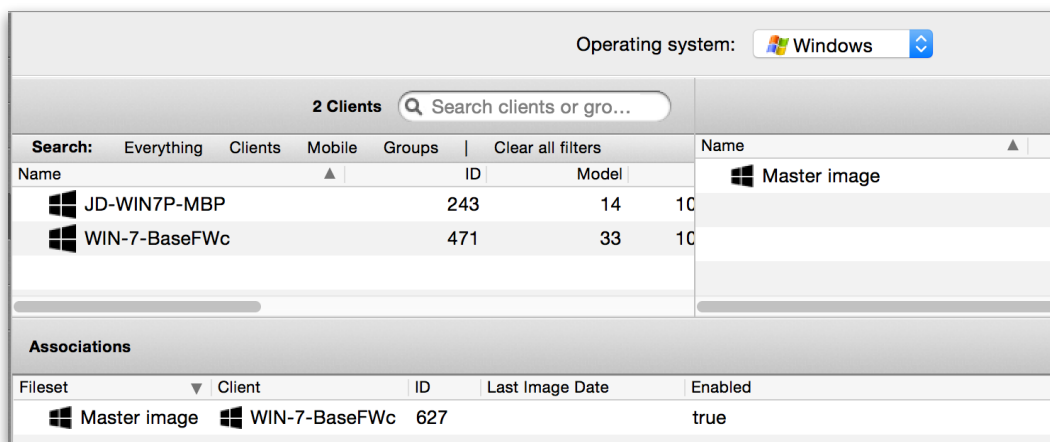 Operating system: Windows
2 Clients Search clients or gro...
Search: Everything Clients Mobile Groups | Clear all filters
Name ID Model
JD-WIN7P-MBP 243 14 10
WIN-7-BaseFWc 471 33 10
Name
Master image
Associations
Fileset Client ID Last Image Date Enabled
Master image WIN-7-BaseFWc 627 true